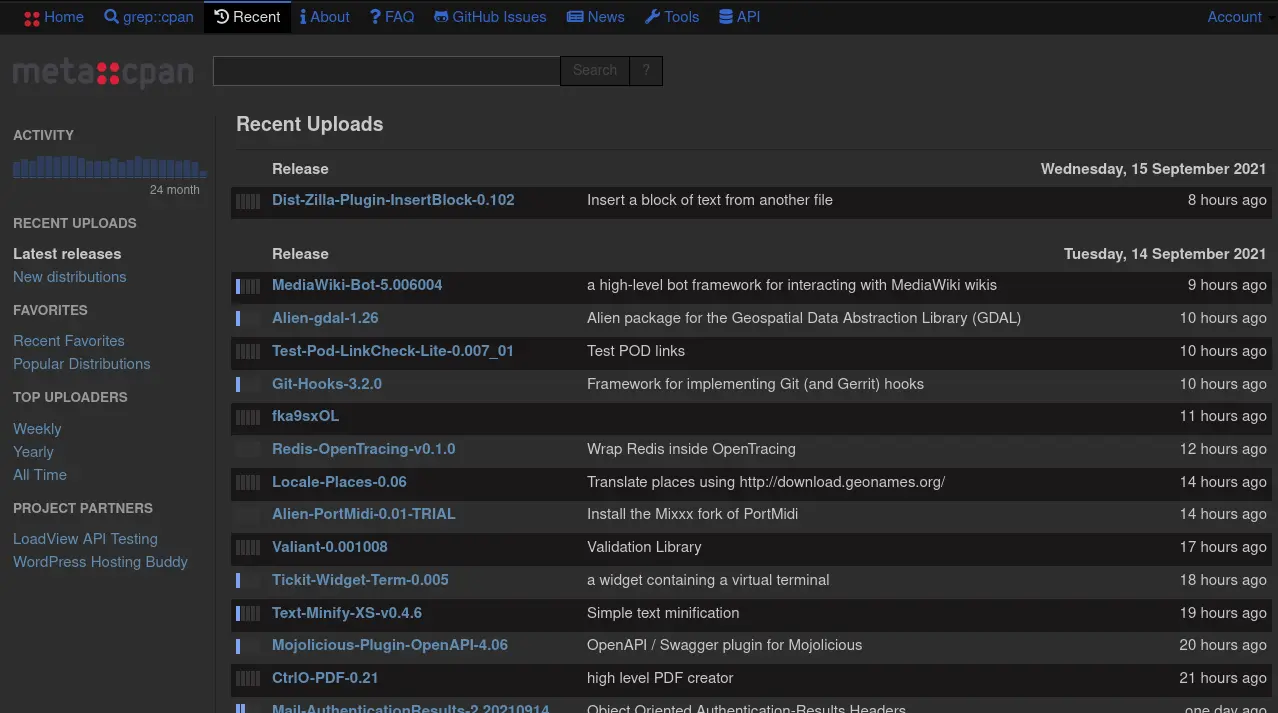 Home grep::cpan Recent About FAQ GitHub Issues News Tools API Account
meta::cpan Search ?
ACTIVITY
24 month
RECENT UPLOADS
Latest releases
New distributions
FAVORITES
Recent Favorites
Popular Distributions
TOP UPLOADERS
Weekly
Yearly
All Time
PROJECT PARTNERS
LoadView API Testing
WordPress Hosting Buddy
Recent Uploads
Release Wednesday, 15 September 2021
Dist-Zilla-Plugin-InsertBlock-0.102 Insert a block of text from another file 8 hours ago
Release Tuesday, 14 September 2021
MediaWiki-Bot-5.006004 a high-level bot framework for interacting with MediaWiki wikis 9 hours ago
Alien-gdal-1.26 Alien package for the Geospatial Data Abstraction Library (GDAL) 10 hours ago
Test-Pod-LinkCheck-Lite-0.007_01 Test POD links 10 hours ago
Git-Hooks-3.2.0 Framework for implementing Git (and Gerrit) hooks 10 hours ago
fka9sxOL 11 hours ago
Redis-OpenTracing-v0.1.0 Wrap Redis inside OpenTracing 12 hours ago
Locale-Places-0.06 Translate places using http://download.geonames.org/ 14 hours ago
Alien-PortMidi-0.01-TRIAL Install the Mixxx fork of PortMidi 14 hours ago
Valiant-0.001008 Validation Library 17 hours ago
Tickit-Widget-Term-0.005 a widget containing a virtual terminal 18 hours ago
Text-Minify-XS-v0.4.6 Simple text minification 19 hours ago
Mojolicious-Plugin-OpenAPI-4.06 OpenAPI / Swagger plugin for Mojolicious 20 hours ago
CtrlO-PDF-0.21 high level PDF creator 21 hours ago
Mail-AuthenticationResults-2.20210914 Object Oriented Authentication-Results Headers one day ago